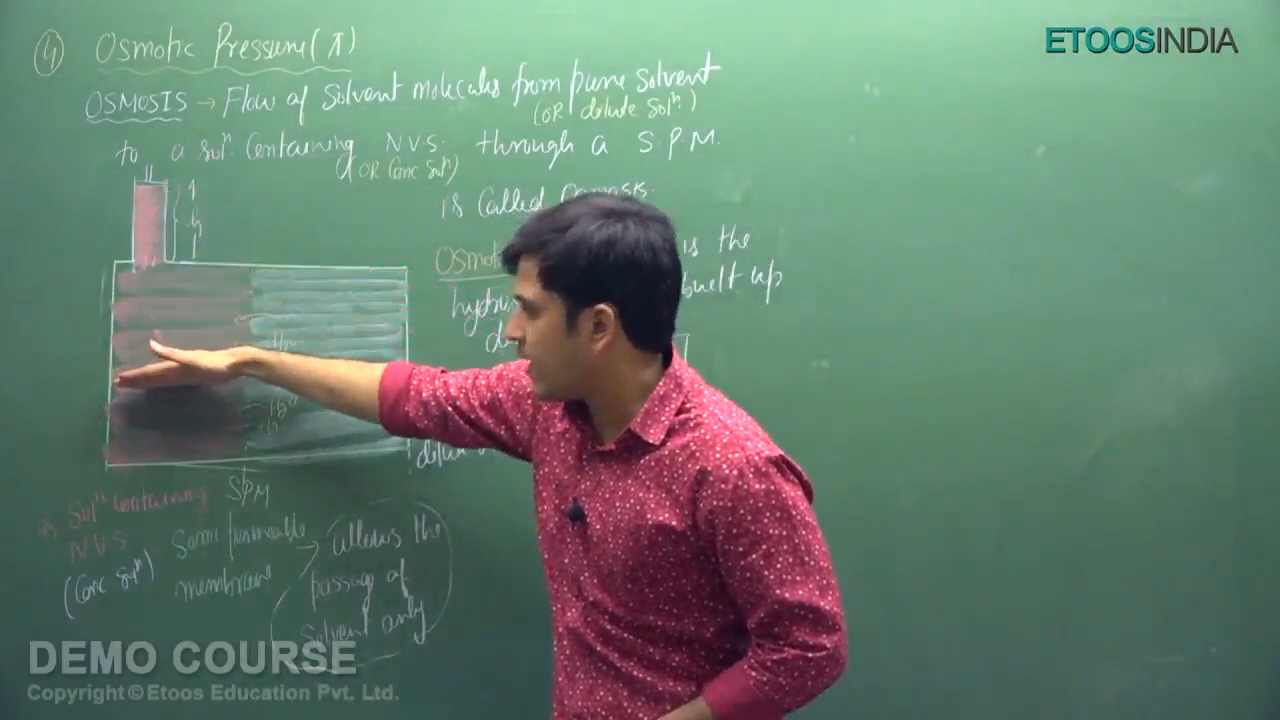 ETOOSINDIA
4) Osmotic Pressure (π)
OSMOSIS → Flow of Solvent molecules from pure solvent
(OR dilute Solⁿ)
to a solⁿ. Containing N.V.S. through a S.P.M.
(OR Conc Solⁿ)
is called Osmosis.
h
is the
built up
SPM
Solⁿ containing
NVS
(Conc Solⁿ)
Semi permeable
membrane
→ allows the
passage of
Solvent only
DEMO COURSE
Copyright © Etoos Education Pvt. Ltd.